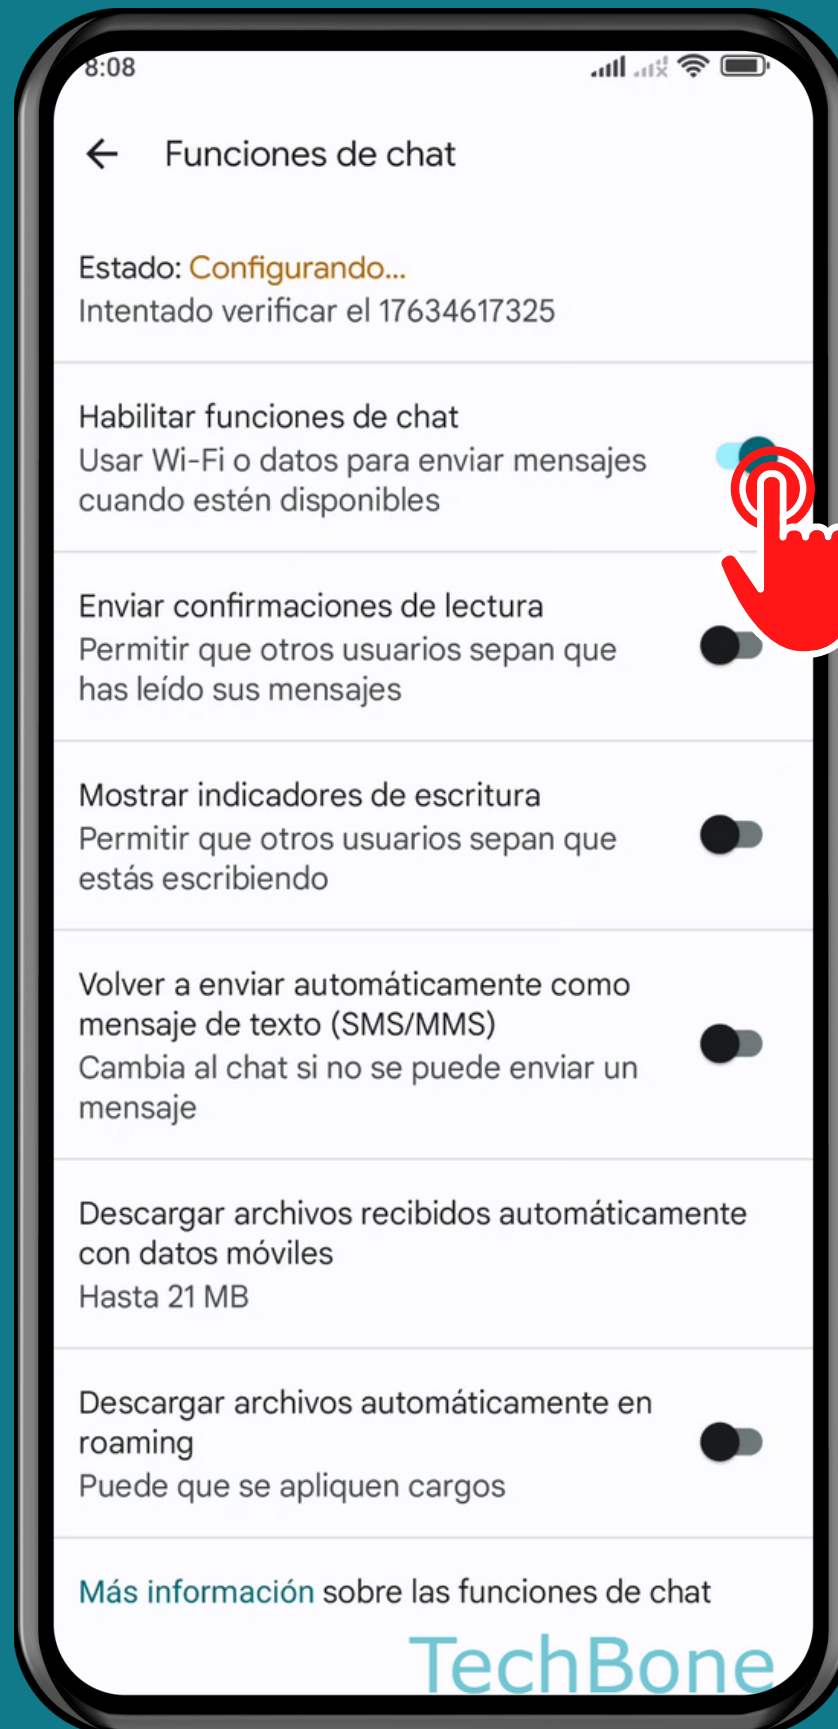 8:08
Funciones de chat
Estado: Configurando...
Intentado verificar el 17634617325
Habilitar funciones de chat
Usar Wi-Fi o datos para enviar mensajes
cuando estén disponibles
Enviar confirmaciones de lectura
Permitir que otros usuarios sepan que
has leído sus mensajes
Mostrar indicadores de escritura
Permitir que otros usuarios sepan que
estás escribiendo
Volver a enviar automáticamente como
mensaje de texto (SMS/MMS)
Cambia al chat si no se puede enviar un
mensaje
Descargar archivos recibidos automáticamente
con datos móviles
Hasta 21 MB
Descargar archivos automáticamente en
roaming
Puede que se apliquen cargos
Más información sobre las funciones de chat
TechBone